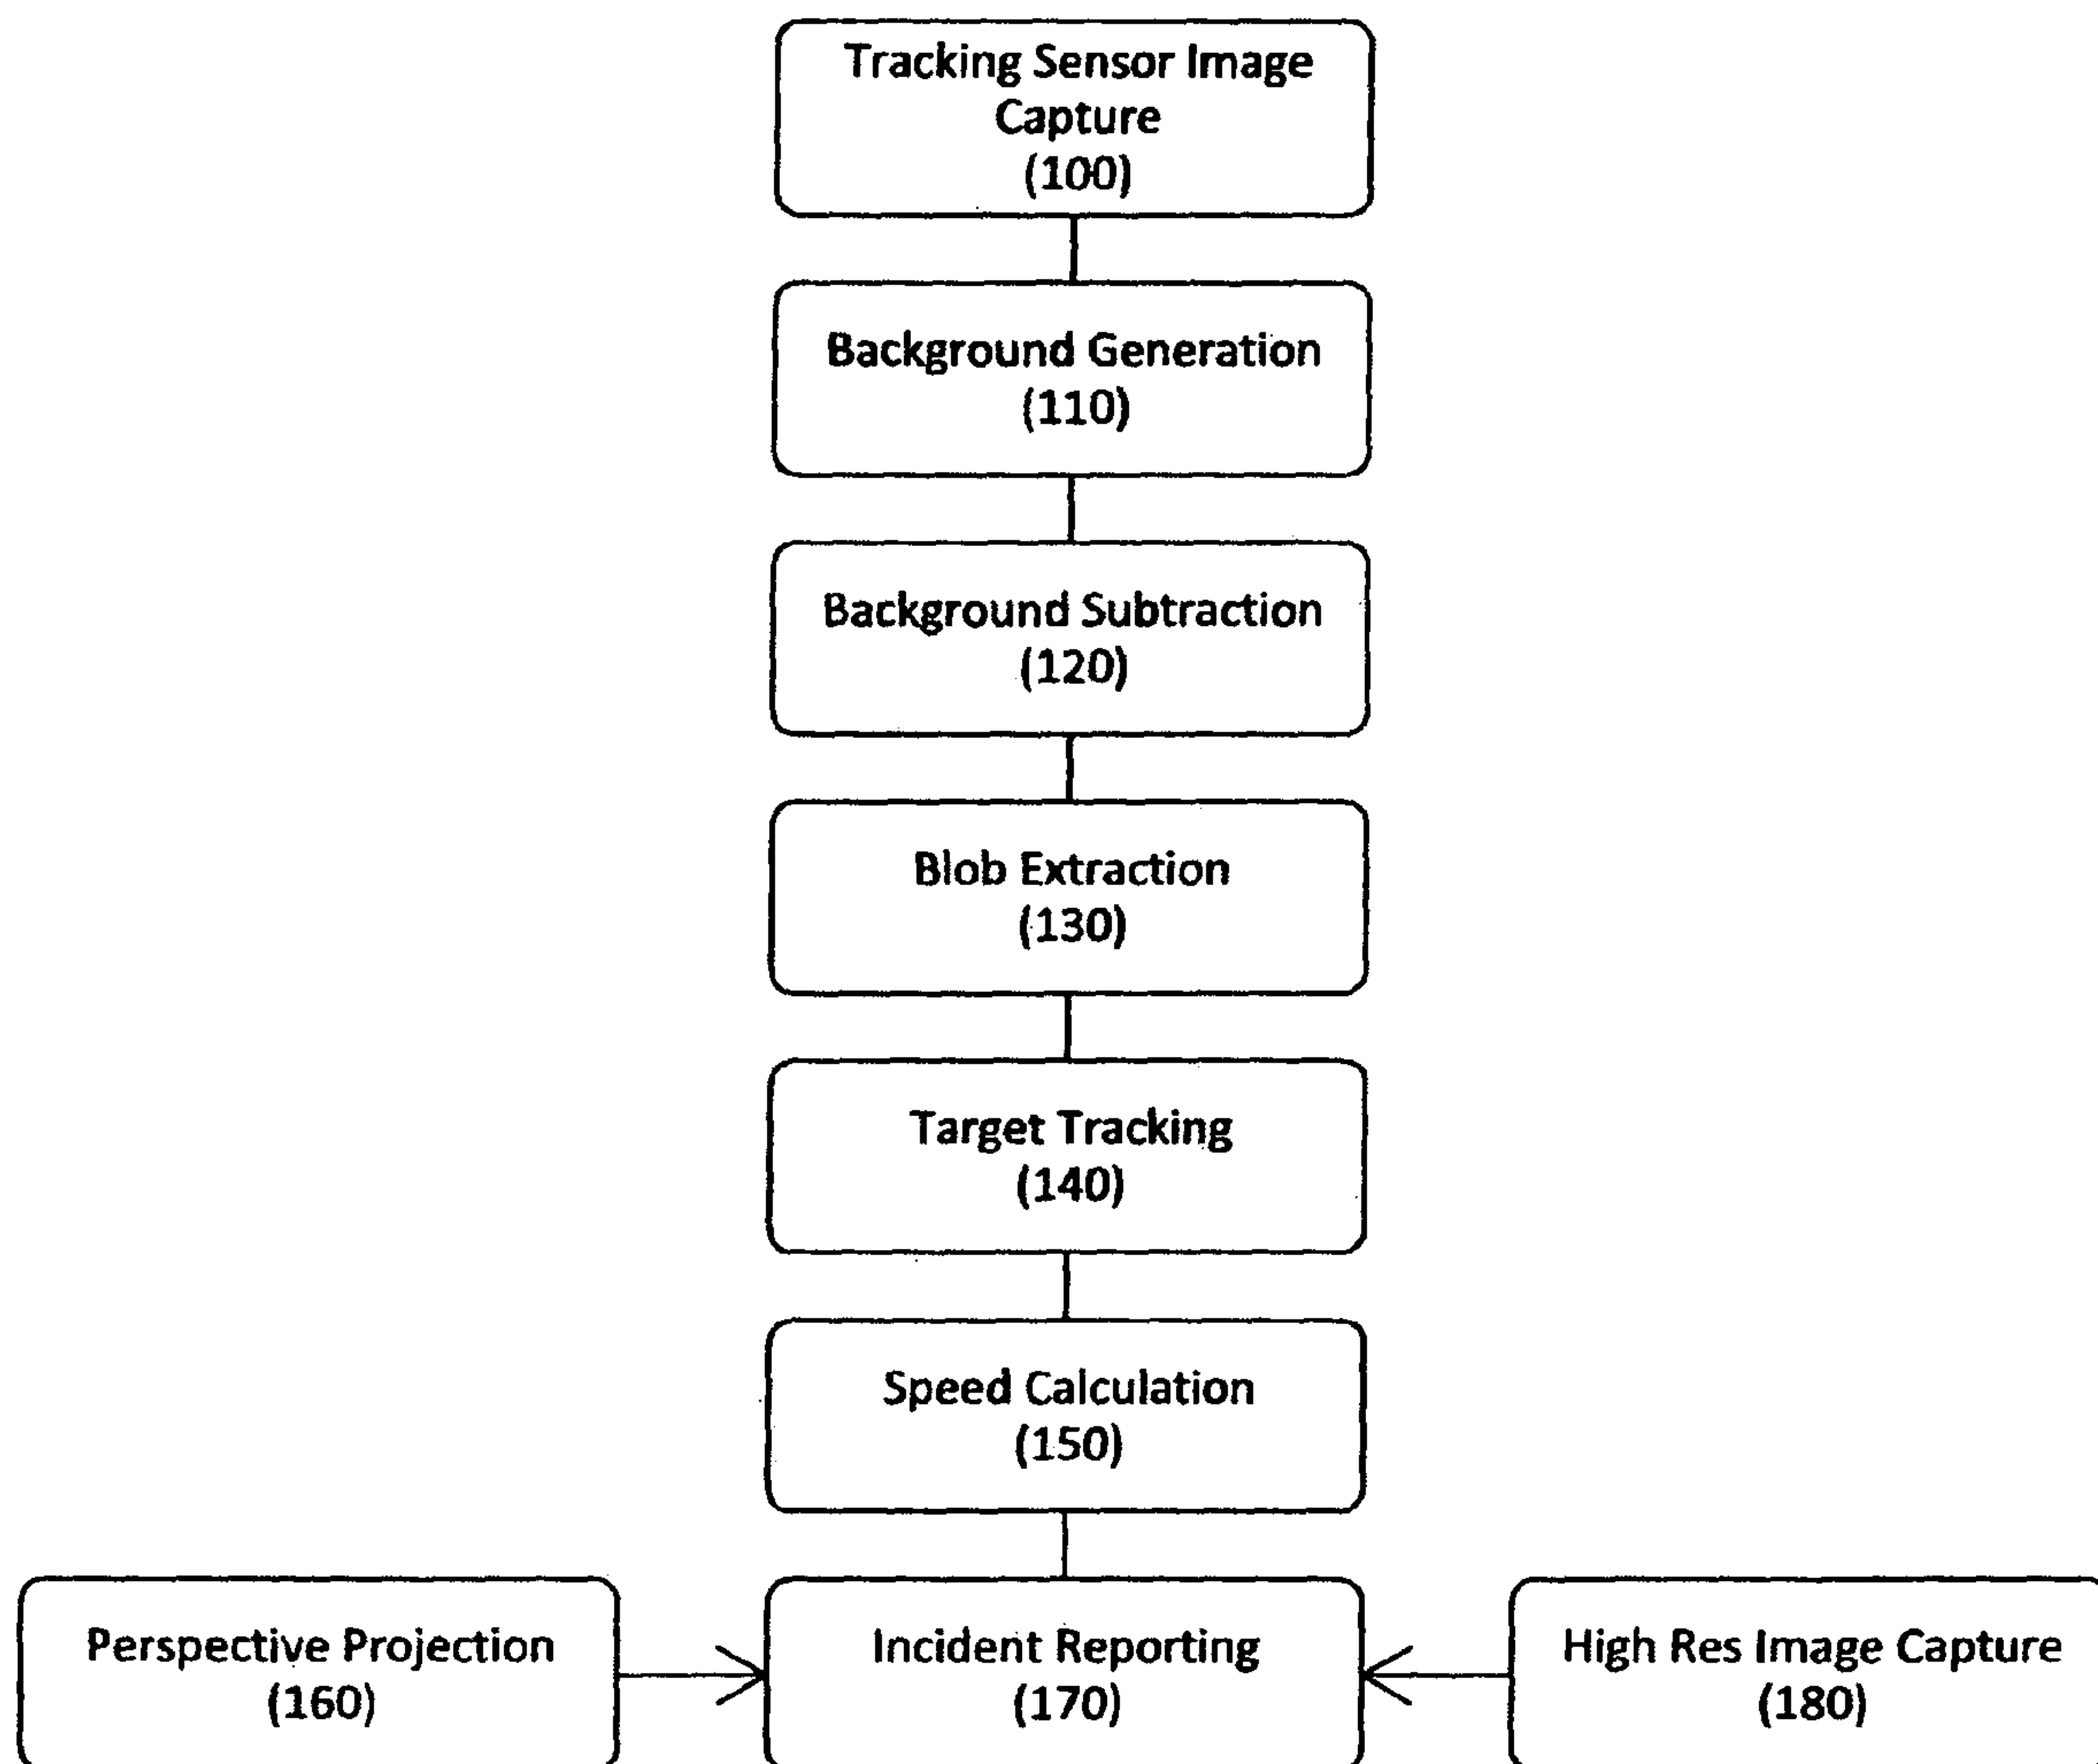 Tracking Sensor Image
Capture
(100)
Background Generation
(110)
Background Subtraction
(120)
Blob Extraction
(130)
Target Tracking
(140)
Speed Calculation
(150)
Perspective Projection
(160)
Incident Reporting
(170)
High Res Image Capture
(180)